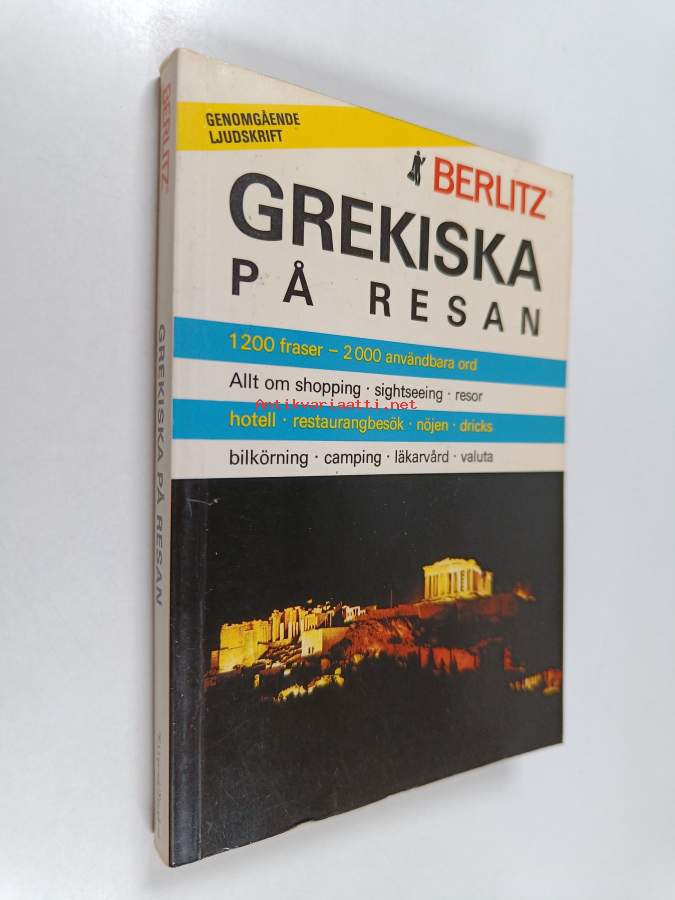 GENOMGÅENDE
LJUDSKRIFT
BERLITZ®
GREKISKA
PÅ RESAN
1200 fraser – 2000 användbara ord
Allt om shopping · sightseeing · resor
Antikvariaatti.net
hotell · restaurangbesök · nöjen · dricks
bilkörning · camping · läkarvård · valuta
BERLITZ
GREKISKA PÅ RESAN